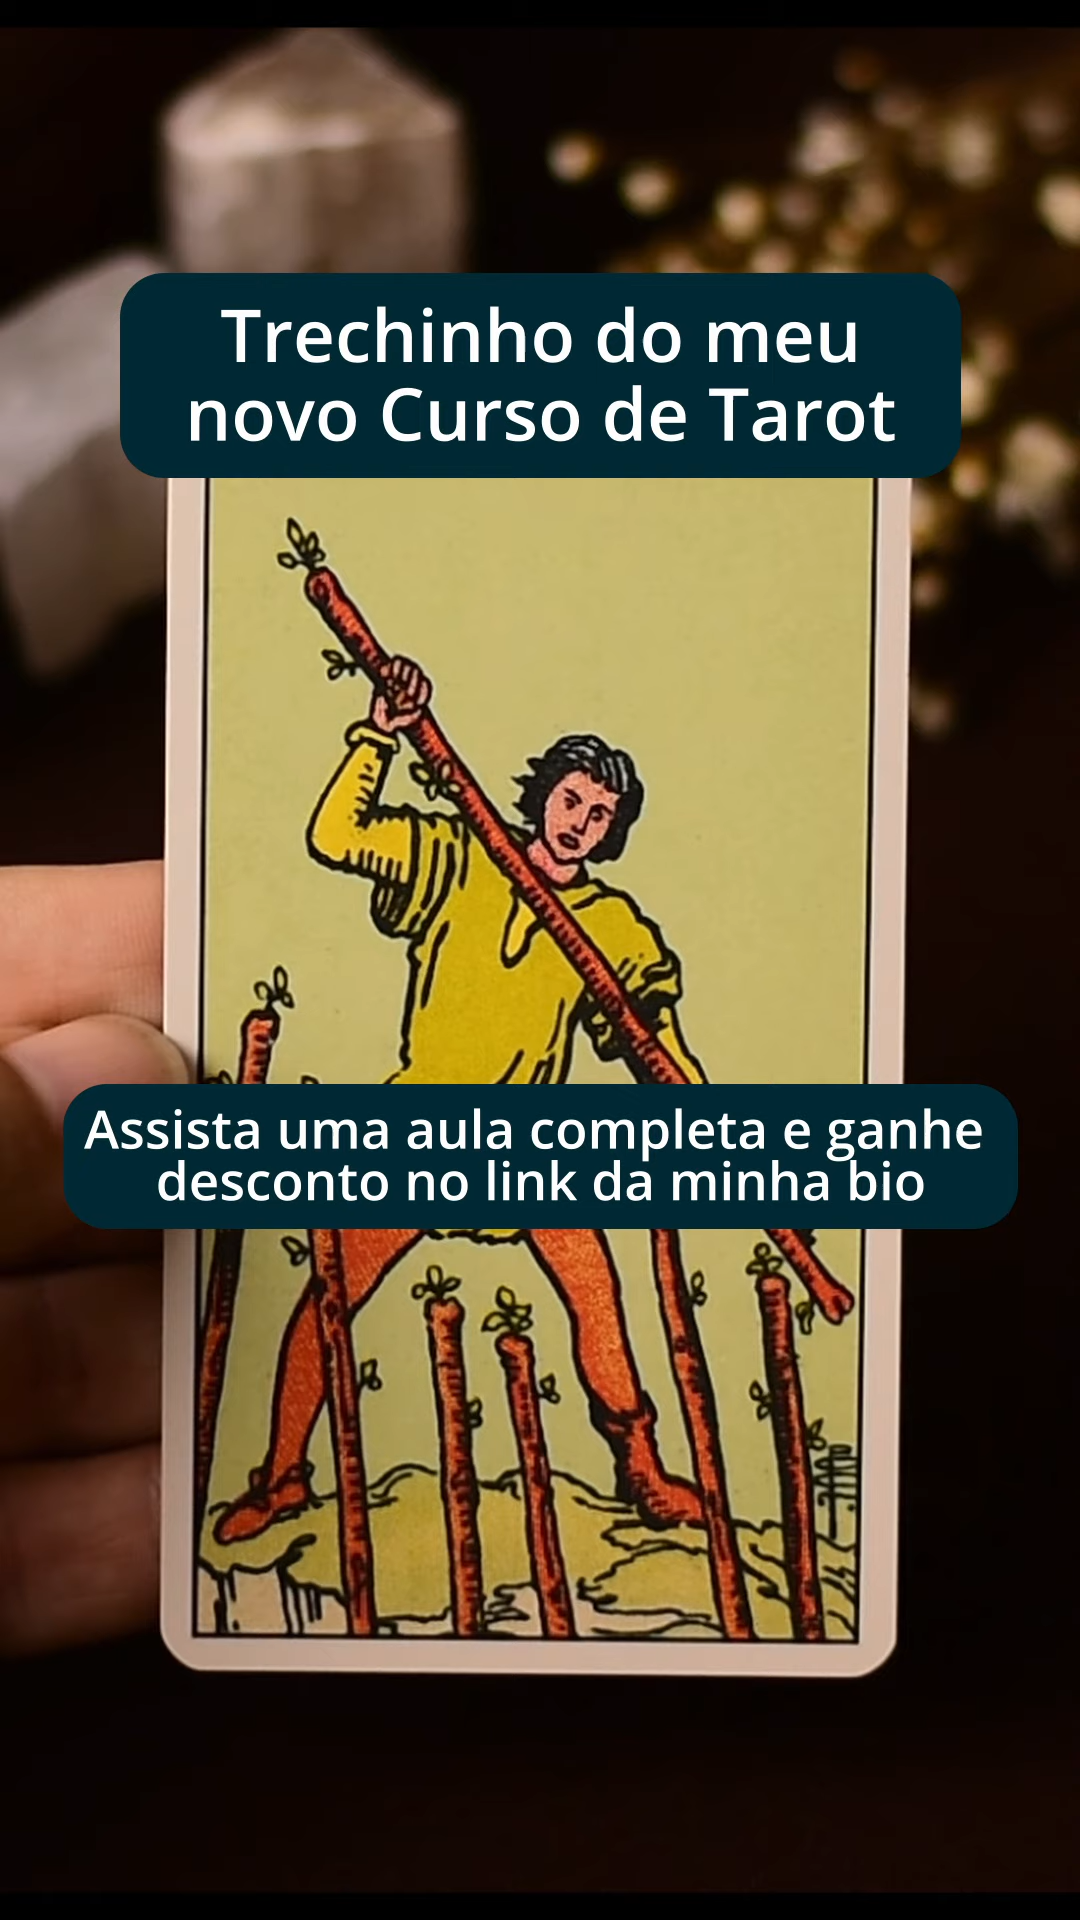 Trechinho do meu
novo Curso de Tarot
Assista uma aula completa e ganhe
desconto no link da minha bio